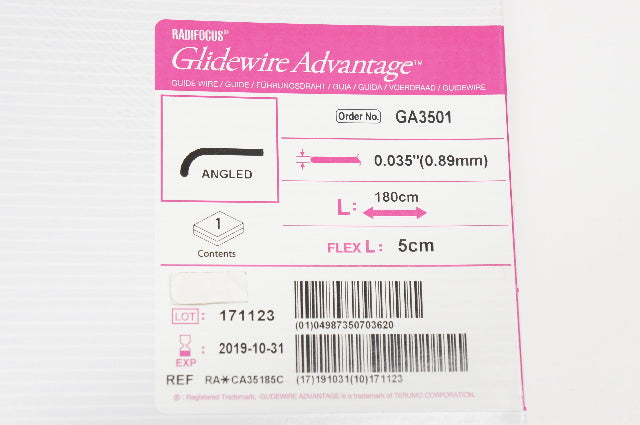 RADIFOCUS®
Glidewire Advantage™
GUIDE WIRE / GUIDE / FÜHRUNGSDRAHT / GUIA / GUIDA / VOERDRAAD / GUIDEWIRE
ANGLED
Order No. GA3501
0.035"(0.89mm)
L: 180cm
1
Contents
FLEX L: 5cm
LOT : 171123
(01)04987350703620
EXP : 2019-10-31
REF RA*CA35185C
(17)191031(10)171123
® : Registered Trademark, GLIDEWIRE ADVANTAGE is a trademark of TERUMO CORPORATION.